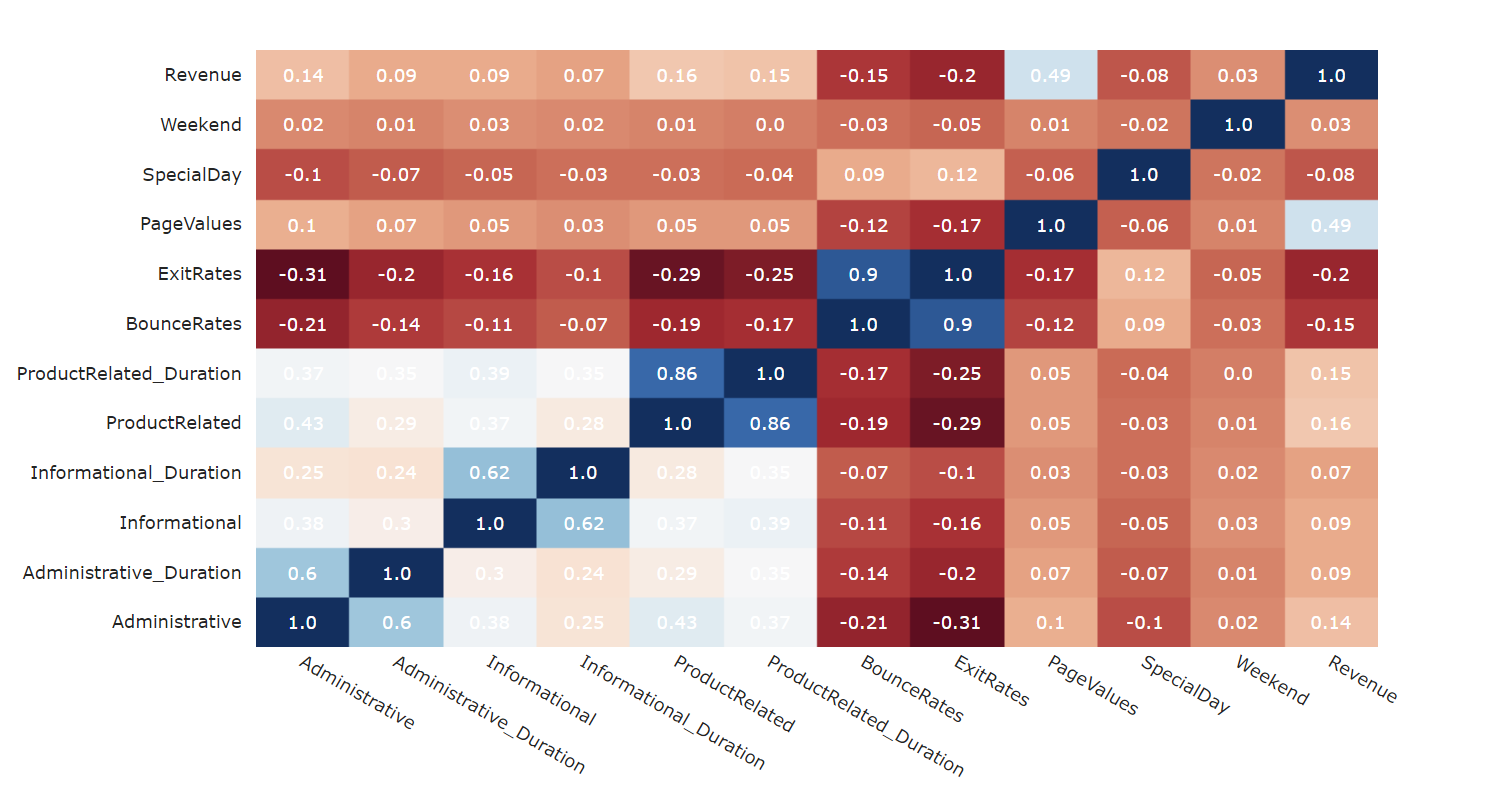 Revenue 0.14 0.09 0.09 0.07 0.16 0.15 -0.15 -0.2 0.49 -0.08 0.03 1.0
Weekend 0.02 0.01 0.03 0.02 0.01 0.0 -0.03 -0.05 0.01 -0.02 1.0 0.03
SpecialDay -0.1 -0.07 -0.05 -0.03 -0.03 -0.04 0.09 0.12 -0.06 1.0 -0.02 -0.08
PageValues 0.1 0.07 0.05 0.03 0.05 0.05 -0.12 -0.17 1.0 -0.06 0.01 0.49
ExitRates -0.31 -0.2 -0.16 -0.1 -0.29 -0.25 0.9 1.0 -0.17 0.12 -0.05 -0.2
BounceRates -0.21 -0.14 -0.11 -0.07 -0.19 -0.17 1.0 0.9 -0.12 0.09 -0.03 -0.15
ProductRelated_Duration 0.37 0.35 0.39 0.35 0.86 1.0 -0.17 -0.25 0.05 -0.04 0.0 0.15
ProductRelated 0.43 0.29 0.37 0.28 1.0 0.86 -0.19 -0.29 0.05 -0.03 0.01 0.16
Informational_Duration 0.25 0.24 0.62 1.0 0.28 0.35 -0.07 -0.1 0.03 -0.03 0.02 0.07
Informational 0.38 0.3 1.0 0.62 0.37 0.39 -0.11 -0.16 0.05 -0.05 0.03 0.09
Administrative_Duration 0.6 1.0 0.3 0.24 0.29 0.35 -0.14 -0.2 0.07 -0.07 0.01 0.09
Administrative 1.0 0.6 0.38 0.25 0.43 0.37 -0.21 -0.31 0.1 -0.1 0.02 0.14
Administrative
Administrative_Duration
Informational
Informational_Duration
ProductRelated
ProductRelated_Duration
BounceRates
ExitRates
PageValues
SpecialDay
Weekend
Revenue